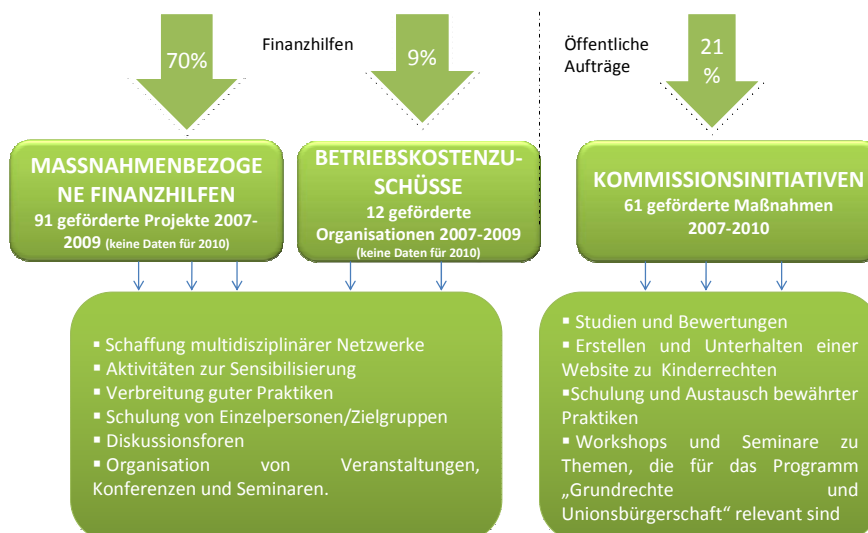 70%
Finanzhilfen
9%
Öffentliche
Aufträge
21
%
MASSNAHMENBEZOGE
NE FINANZHILFEN
91 geförderte Projekte 2007-
2009 (keine Daten für 2010)
BETRIEBSKOSTENZU-
SCHÜSSE
12 geförderte
Organisationen 2007-2009
(keine Daten für 2010)
KOMMISSIONSINITIATIVEN
61 geförderte Maßnahmen
2007-2010
▪ Schaffung multidisziplinärer Netzwerke
▪ Aktivitäten zur Sensibilisierung
▪ Verbreitung guter Praktiken
▪ Schulung von Einzelpersonen/Zielgruppen
▪ Diskussionsforen
▪ Organisation von Veranstaltungen,
Konferenzen und Seminaren.
▪ Studien und Bewertungen
▪ Erstellen und Unterhalten einer
Website zu Kinderrechten
▪Schulung und Austausch bewährter
Praktiken
▪ Workshops und Seminare zu
Themen, die für das Programm
„Grundrechte und
Unionsbürgerschaft“ relevant sind